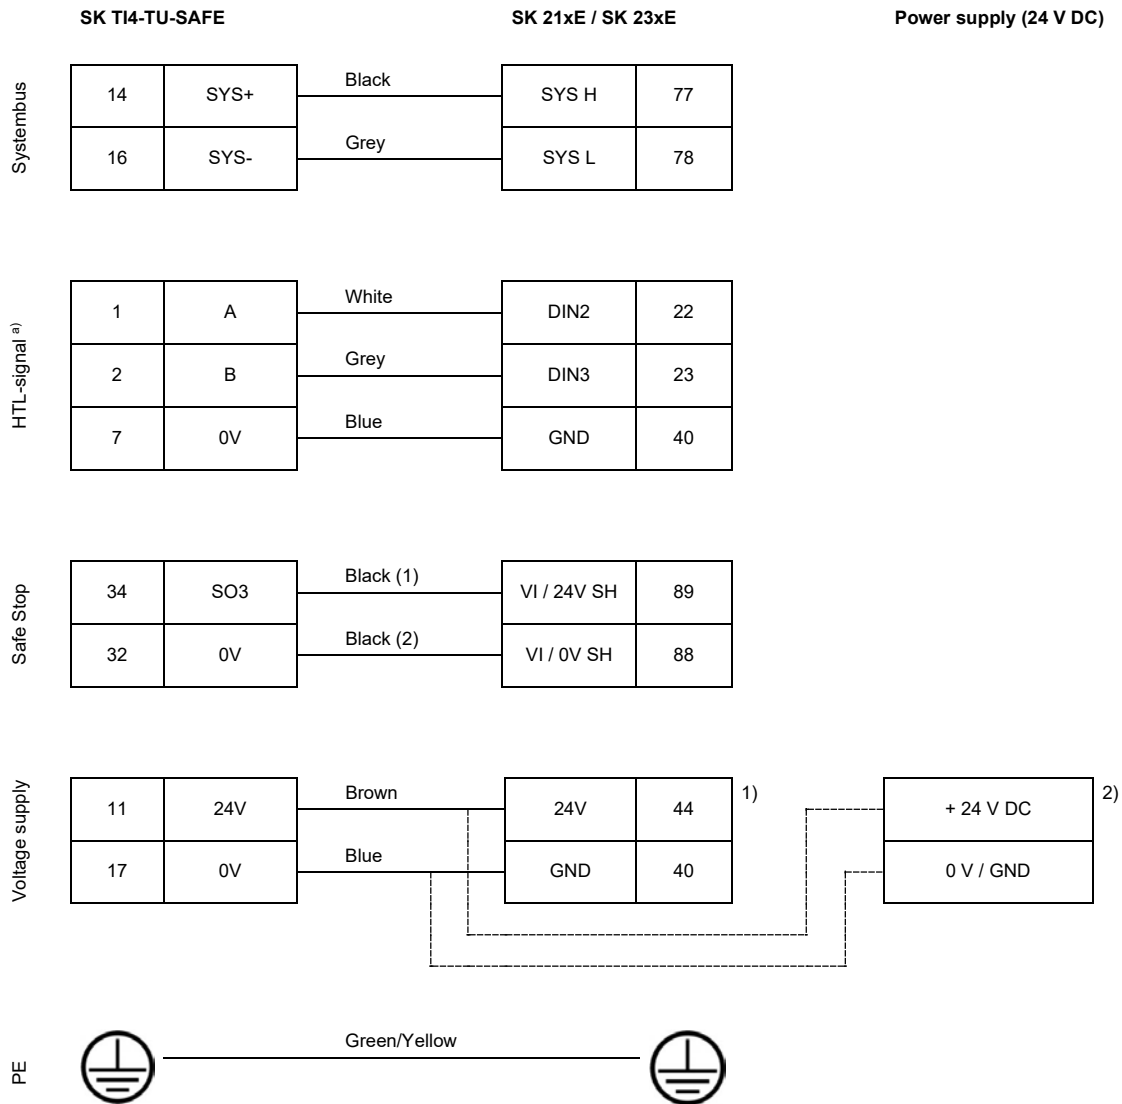 SK TI4-TU-SAFE SK 21xE / SK 23xE Power supply (24 V DC)
Systembus
14 SYS+ Black SYS H 77
16 SYS- Grey SYS L 78
HTL-signal a)
1 A White DIN2 22
2 B Grey DIN3 23
7 0V Blue GND 40
Safe Stop
34 SO3 Black (1) VI / 24V SH 89
32 0V Black (2) VI / 0V SH 88
Voltage supply
11 24V Brown 24V 44 1) + 24 V DC 2)
17 0V Blue GND 40 0 V / GND
PE
Green/Yellow